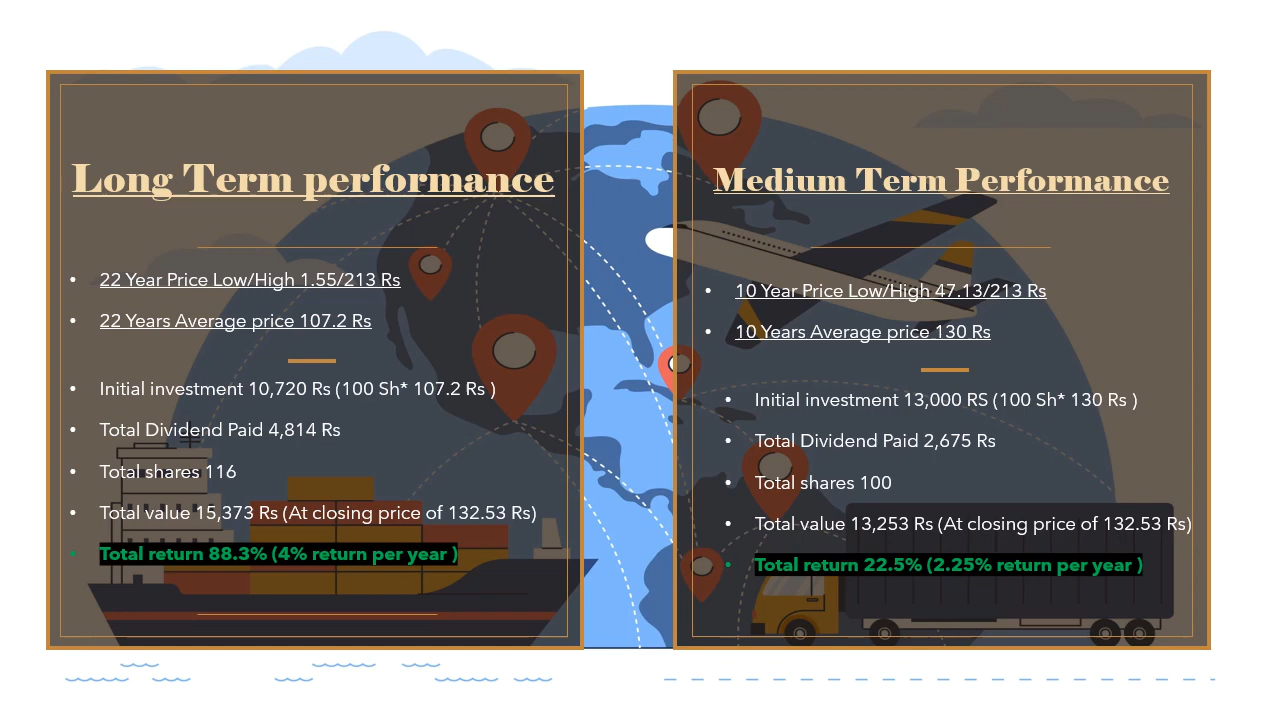 Long Term performance
• 22 Year Price Low/High 1.55/213 Rs
• 22 Years Average price 107.2 Rs
• Initial investment 10,720 Rs (100 Sh* 107.2 Rs )
• Total Dividend Paid 4,814 Rs
• Total shares 116
• Total value 15,373 Rs (At closing price of 132.53 Rs)
• Total return 88.3% (4% return per year )
Medium Term Performance
• 10 Year Price Low/High 47.13/213 Rs
• 10 Years Average price 130 Rs
• Initial investment 13,000 RS (100 Sh* 130 Rs )
• Total Dividend Paid 2,675 Rs
• Total shares 100
• Total value 13,253 Rs (At closing price of 132.53 Rs)
• Total return 22.5% (2.25% return per year )